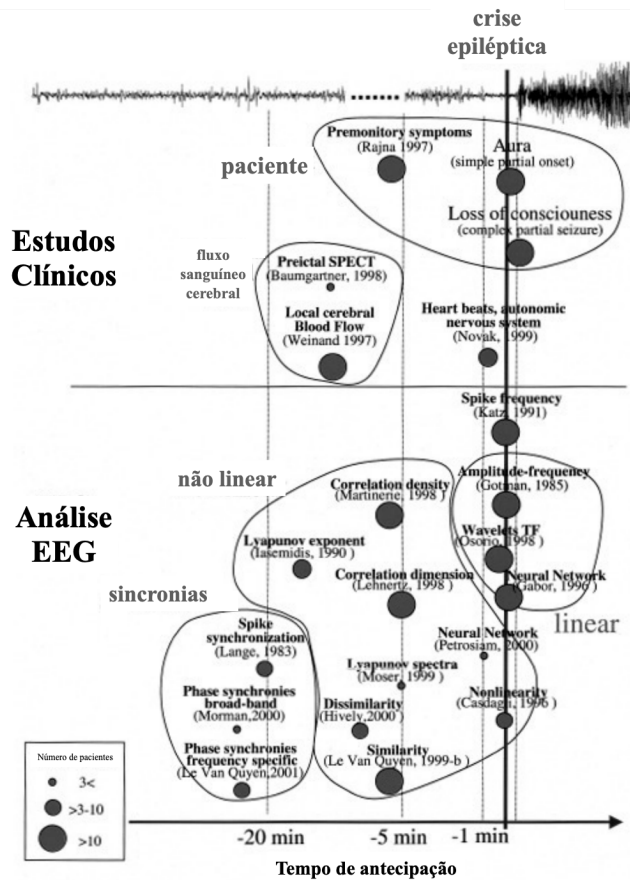 crise
epiléptica
Premonitory symptoms
(Rajna 1997)
Aura
(simple partial onset)
paciente
Loss of consciouness
(complex partial seizure)
Estudos
Clínicos
fluxo
sanguíneo
cerebral
Preictal SPECT
(Baumgartner, 1998)
Local cerebral
Blood Flow
(Weinand 1997)
Heart beats, autonomic
nervous system
(Novak, 1999)
Spike frequency
(Katz, 1991)
não linear
Correlation density
(Martinerie, 1998 )
Amplitude-frequency
(Gotman, 1985)
Análise
EEG
Lyapunov exponent
(Iasemidis, 1990 )
Wavelets TF
(Osorio, 1998 )
Correlation dimension
(Lehnertz, 1998 )
Neural Network
(Gabor, 1996 )
sincronias
linear
Spike
synchronization
(Lange, 1983)
Neural Network
(Petrosiam, 2000)
Lyapunov spectra
(Moser, 1999 )
Phase synchronies
broad-band
(Morman,2000)
Dissimilarity
(Hively,2000 )
Nonlinearity
(Casdagli, 1996 )
Phase synchronies
frequency specific
(Le Van Quyen,2001)
Similarity
(Le Van Quyen, 1999-b )
Número de pacientes
3<
>3-10
>10
-20 min
-5 min
-1 min
Tempo de antecipação